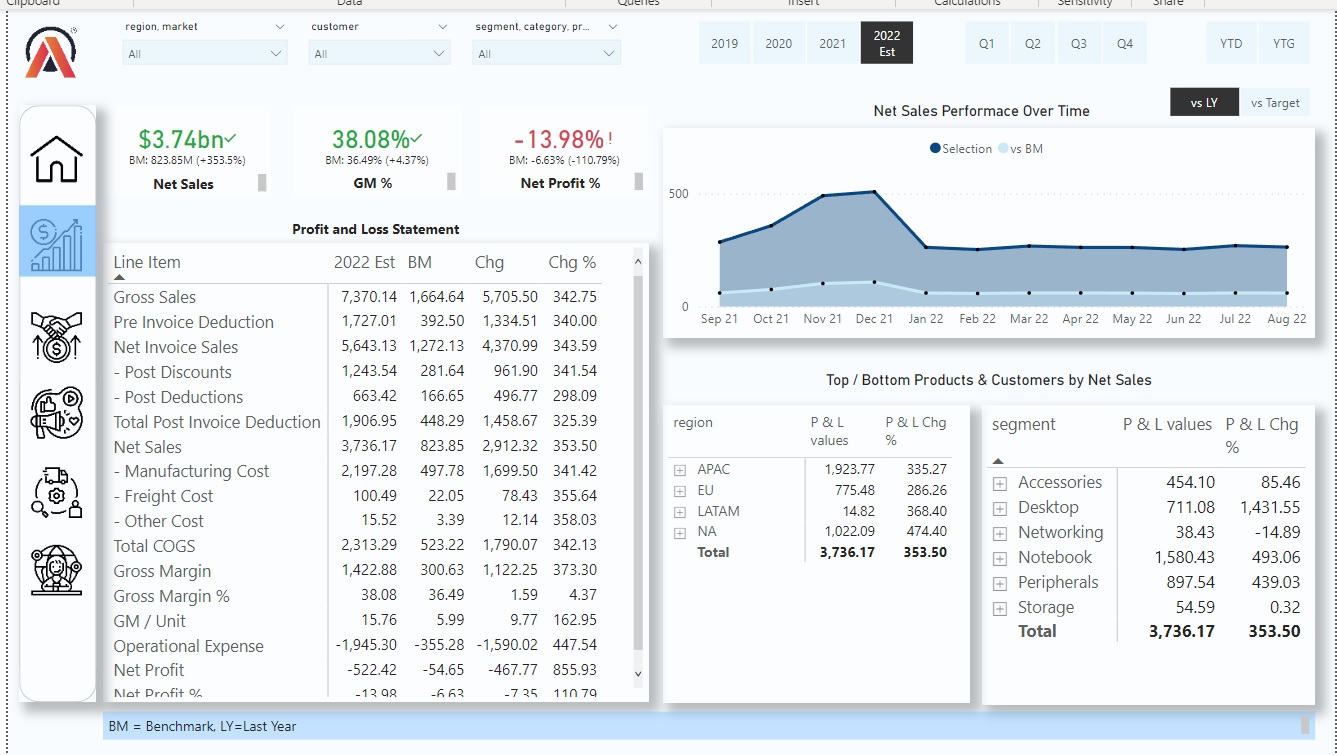 Clipboard Data Queries Insert Calculations Sensitivity Share
region, market customer segment, category, pr...
All All All
2019 2020 2021 2022 Est Q1 Q2 Q3 Q4 YTD YTG
vs LY vs Target
$3.74bn
BM: 823.85M (+353.5%)
Net Sales
38.08%
BM: 36.49% (+4.37%)
GM %
-13.98% !
BM: -6.63% (-110.79%)
Net Profit %
Net Sales Performace Over Time
Selection vs BM
500
0
Sep 21 Oct 21 Nov 21 Dec 21 Jan 22 Feb 22 Mar 22 Apr 22 May 22 Jun 22 Jul 22 Aug 22
Profit and Loss Statement
Line Item 2022 Est BM Chg Chg %
Gross Sales 7,370.14 1,664.64 5,705.50 342.75
Pre Invoice Deduction 1,727.01 392.50 1,334.51 340.00
Net Invoice Sales 5,643.13 1,272.13 4,370.99 343.59
- Post Discounts 1,243.54 281.64 961.90 341.54
- Post Deductions 663.42 166.65 496.77 298.09
Total Post Invoice Deduction 1,906.95 448.29 1,458.67 325.39
Net Sales 3,736.17 823.85 2,912.32 353.50
- Manufacturing Cost 2,197.28 497.78 1,699.50 341.42
- Freight Cost 100.49 22.05 78.43 355.64
- Other Cost 15.52 3.39 12.14 358.03
Total COGS 2,313.29 523.22 1,790.07 342.13
Gross Margin 1,422.88 300.63 1,122.25 373.30
Gross Margin % 38.08 36.49 1.59 4.37
GM / Unit 15.76 5.99 9.77 162.95
Operational Expense -1,945.30 -355.28 -1,590.02 447.54
Net Profit -522.42 -54.65 -467.77 855.93
Net Profit % -13.98 -6.63 -7.35 110.79
Top / Bottom Products & Customers by Net Sales
region P & L values P & L Chg %
APAC 1,923.77 335.27
EU 775.48 286.26
LATAM 14.82 368.40
NA 1,022.09 474.40
Total 3,736.17 353.50
segment P & L values P & L Chg %
Accessories 454.10 85.46
Desktop 711.08 1,431.55
Networking 38.43 -14.89
Notebook 1,580.43 493.06
Peripherals 897.54 439.03
Storage 54.59 0.32
Total 3,736.17 353.50
BM = Benchmark, LY=Last Year